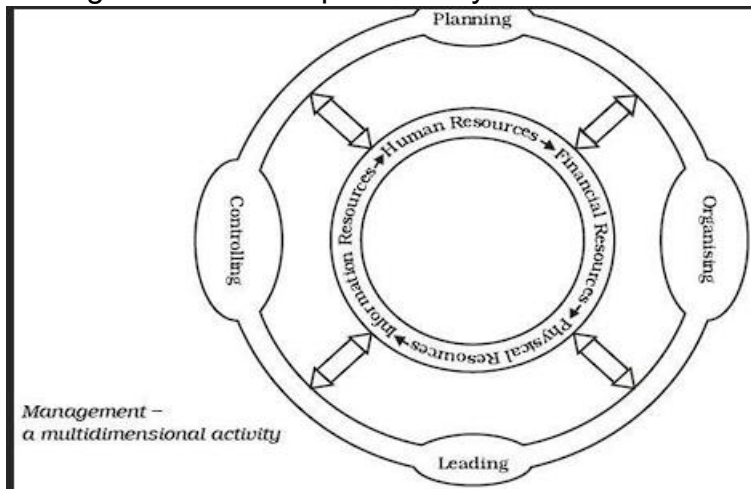 Planning
Human Resources
Financial Resources
Physical Resources
Information Resources
Controlling
Organising
Leading
Management –
a multidimensional activity